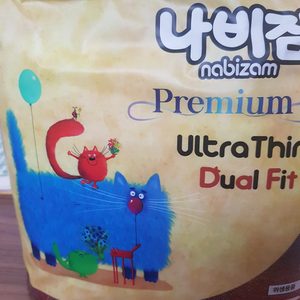 나비잠
nabizam
Premium
UltraThin
Dual Fit